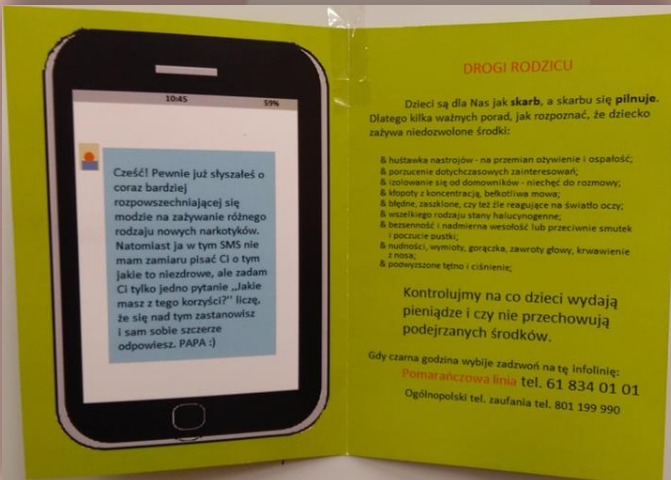 10:45 59%
Cześć! Pewnie już słyszałeś o
coraz bardziej
rozpowszechniającej się
modzie na zażywanie różnego
rodzaju nowych narkotyków.
Natomiast ja w tym SMS nie
mam zamiaru pisać Ci o tym
jakie to niezdrowe, ale zadam
Ci tylko jedno pytanie „Jakie
masz z tego korzyści?” liczę,
że się nad tym zastanowisz
i sam sobie szczerze
odpowiesz. PAPA :)
DROGI RODZICU
Dzieci są dla Nas jak skarb, a skarbu się pilnuje.
Dlatego kilka ważnych porad, jak rozpoznać, że dziecko
zażywa niedozwolone środki:
& huśtawka nastrojów - na przemian ożywienie i ospałość;
& porzucenie dotychczasowych zainteresowań;
& izolowanie się od domowników - niechęć do rozmowy;
& kłopoty z koncentracją, bełkotliwa mowa;
& błędne, zaszklone, czy też źle reagujące na światło oczy;
& wszelkiego rodzaju stany halucynogenne;
& bezsenność i nadmierna wesołość lub przeciwnie smutek
i poczucie pustki;
& nudności, wymioty, gorączka, zawroty głowy, krwawienie
z nosa;
& podwyższone tętno i ciśnienie;
Kontrolujmy na co dzieci wydają
pieniądze i czy nie przechowują
podejrzanych środków.
Gdy czarna godzina wybije zadzwoń na tę infolinię:
Pomarańczowa linia tel. 61 834 01 01
Ogólnopolski tel. zaufania tel. 801 199 990